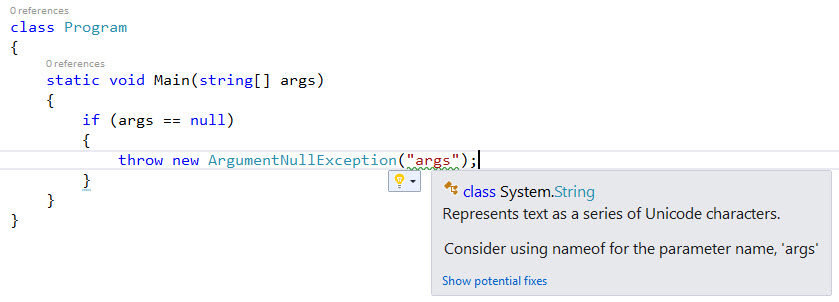 0 references
class Program
{
0 references
static void Main(string[] args)
{
if (args == null)
{
throw new ArgumentNullException("args");
}
class System.String
Represents text as a series of Unicode characters.
Consider using nameof for the parameter name, 'args'
Show potential fixes
}
}